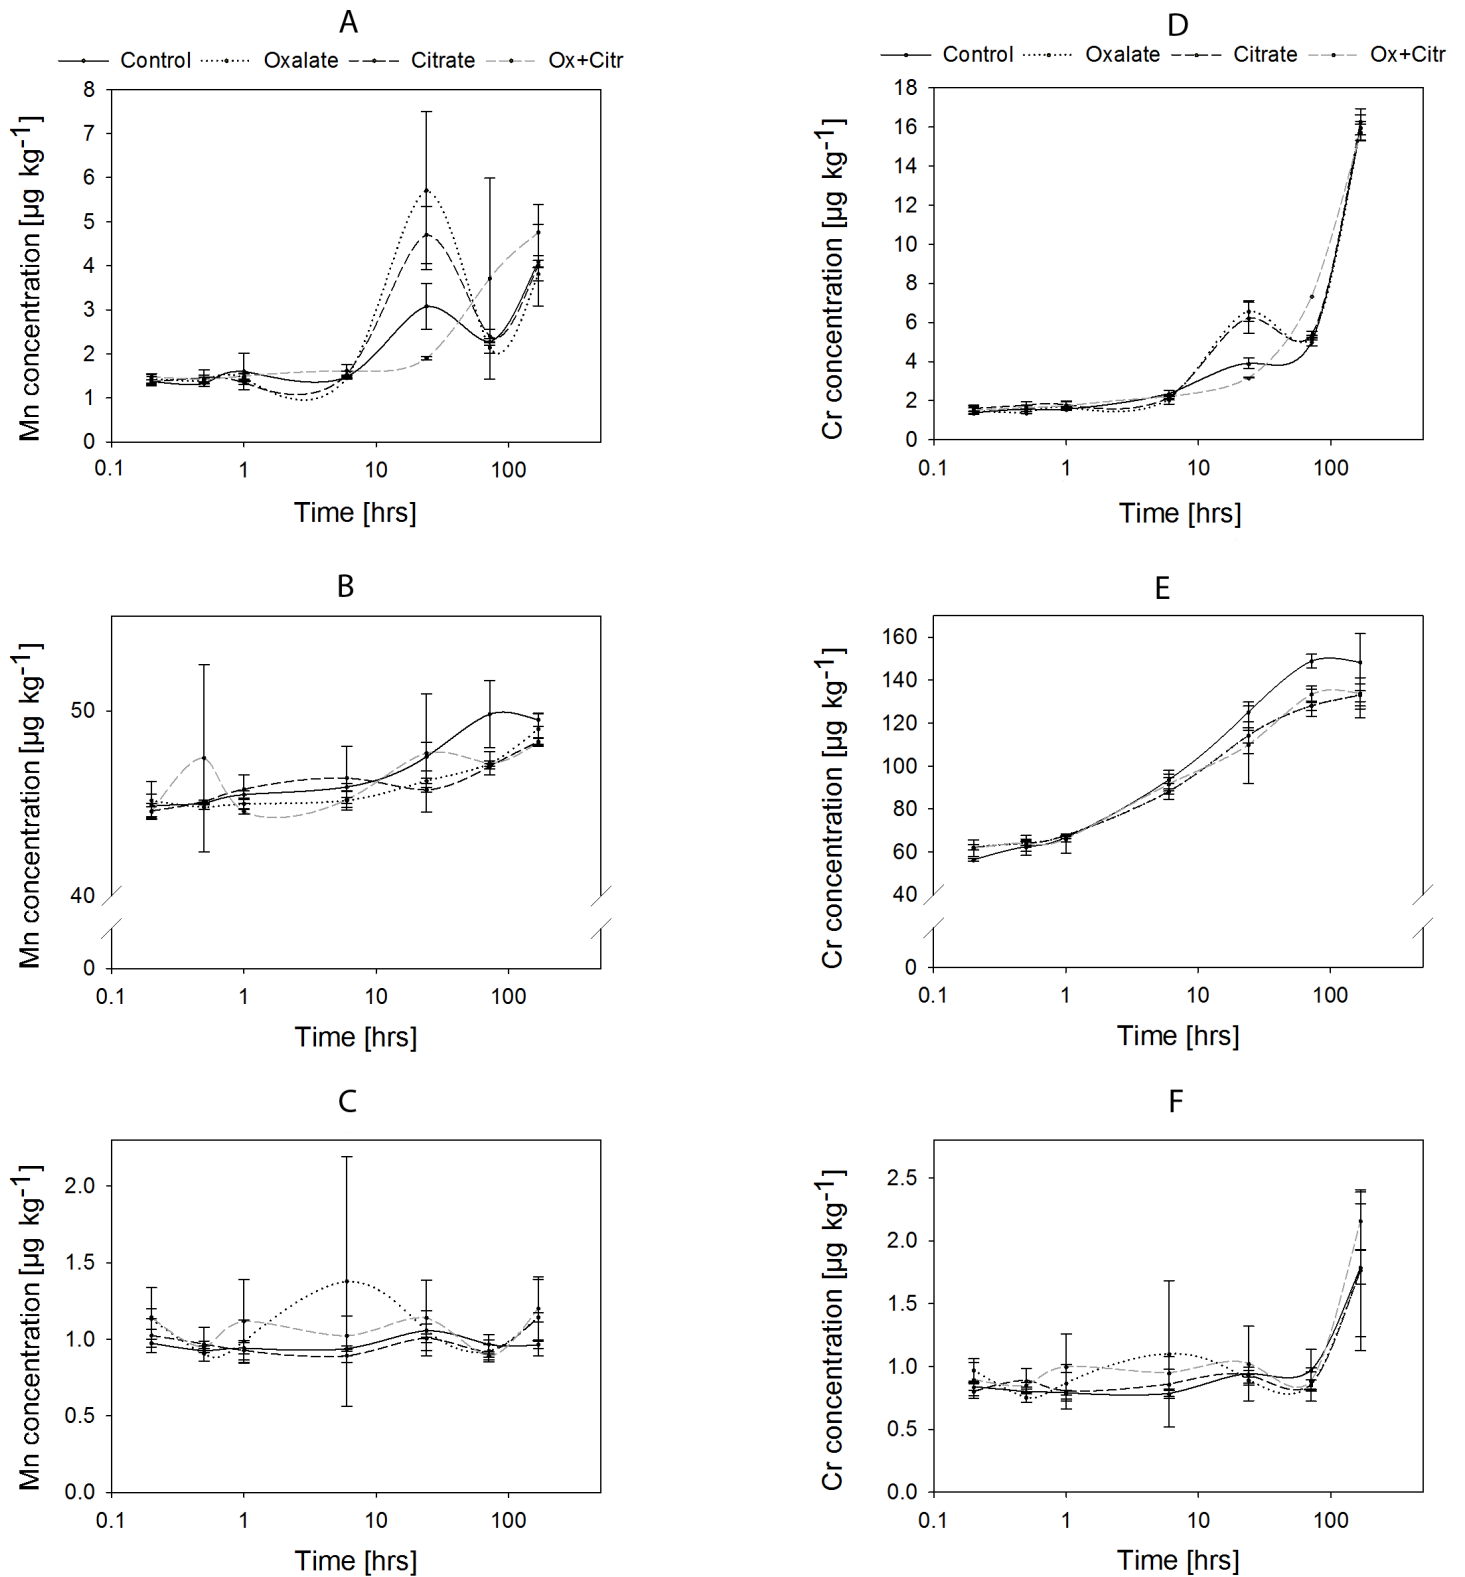 A
Control Oxalate Citrate Ox+Citr
Mn concentration [µg kg-1]
8
7
6
5
4
3
2
1
0
0.1 1 10 100
Time [hrs]
D
Control Oxalate Citrate Ox+Citr
Cr concentration [µg kg-1]
18
16
14
12
10
8
6
4
2
0
0.1 1 10 100
Time [hrs]
B
Mn concentration [µg kg-1]
50
40
0
0.1 1 10 100
Time [hrs]
E
Cr concentration [µg kg-1]
160
140
120
100
80
60
40
0
0.1 1 10 100
Time [hrs]
C
Mn concentration [µg kg-1]
2.0
1.5
1.0
0.5
0.0
0.1 1 10 100
Time [hrs]
F
Cr concentration [µg kg-1]
2.5
2.0
1.5
1.0
0.5
0.0
0.1 1 10 100
Time [hrs]